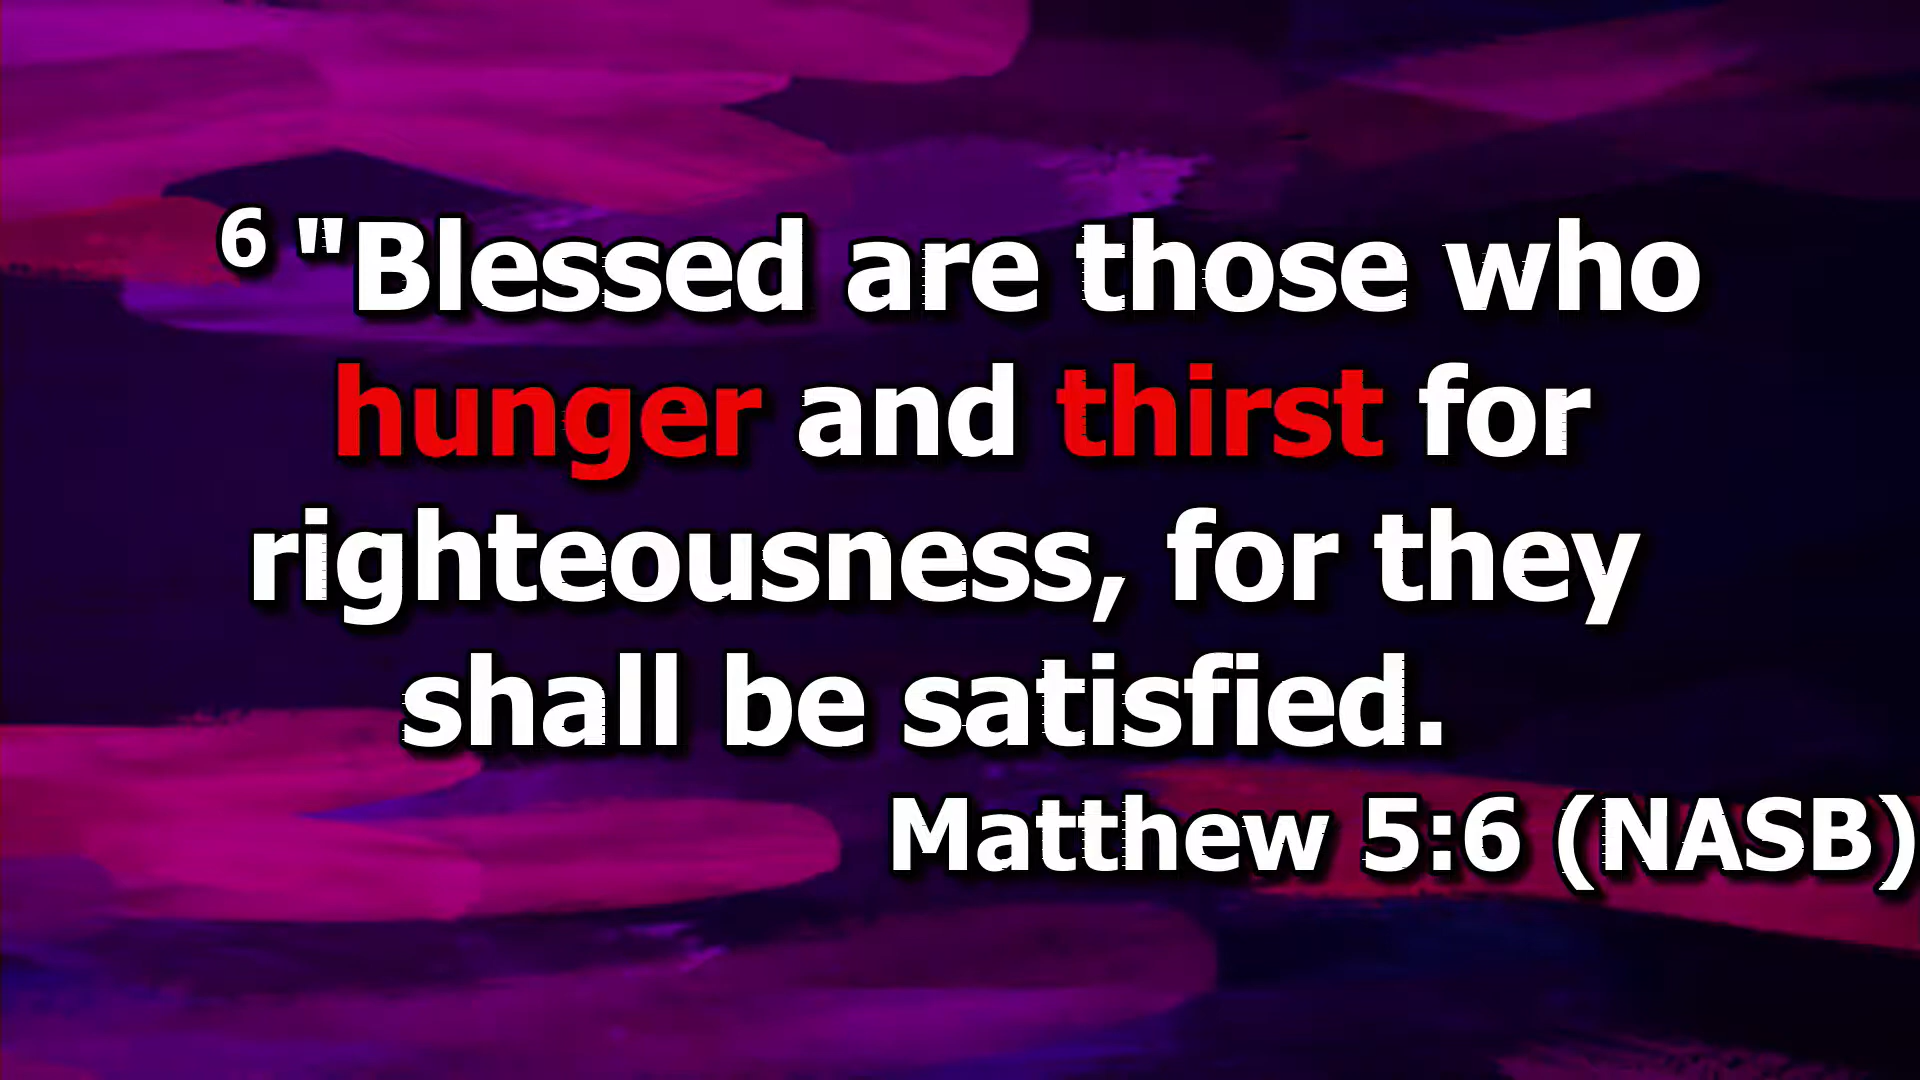 6 "Blessed are those who
hunger and thirst for
righteousness, for they
shall be satisfied.
Matthew 5:6 (NASB)